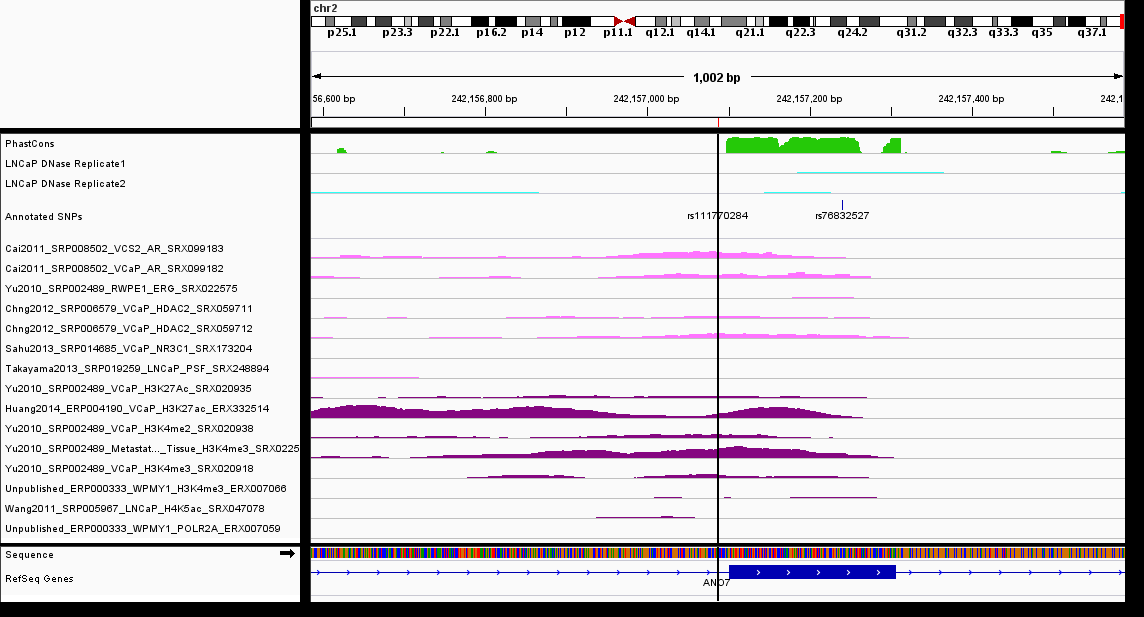 chr2
p25.1 p23.3 p22.1 p16.2 p14 p12 p11.1 q12.1 q14.1 q21.1 q22.3 q24.2 q31.2 q32.3 q33.3 q35 q37.1
1,002 bp
56,600 bp 242,156,800 bp 242,157,000 bp 242,157,200 bp 242,157,400 bp 242,1
PhastCons
LNCaP DNase Replicate1
LNCaP DNase Replicate2
Annotated SNPs
rs111770284 rs76832527
Cai2011_SRP008502_VCS2_AR_SRX099183
Cai2011_SRP008502_VCaP_AR_SRX099182
Yu2010_SRP002489_RWPE1_ERG_SRX022575
Chng2012_SRP006579_VCaP_HDAC2_SRX059711
Chng2012_SRP006579_VCaP_HDAC2_SRX059712
Sahu2013_SRP014685_VCaP_NR3C1_SRX173204
Takayama2013_SRP019259_LNCaP_PSF_SRX248894
Yu2010_SRP002489_VCaP_H3K27Ac_SRX020935
Huang2014_ERP004190_VCaP_H3K27ac_ERX332514
Yu2010_SRP002489_VCaP_H3K4me2_SRX020938
Yu2010_SRP002489_Metastat..._Tissue_H3K4me3_SRX0225
Yu2010_SRP002489_VCaP_H3K4me3_SRX020918
Unpublished_ERP000333_WPMY1_H3K4me3_ERX007066
Wang2011_SRP005967_LNCaP_H4K5ac_SRX047078
Unpublished_ERP000333_WPMY1_POLR2A_ERX007059
Sequence
RefSeq Genes
ANO7